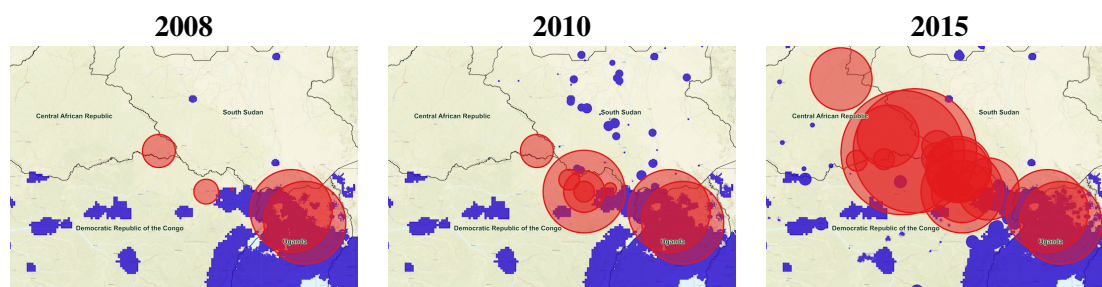 2008
South Sudan
Central African Republic
Democratic Republic of the Congo
Uganda
2010
South Sudan
Central African Republic
Democratic Republic of the Congo
Uganda
2015
South Sudan
Central African Republic
Democratic Republic of the Congo
Uganda